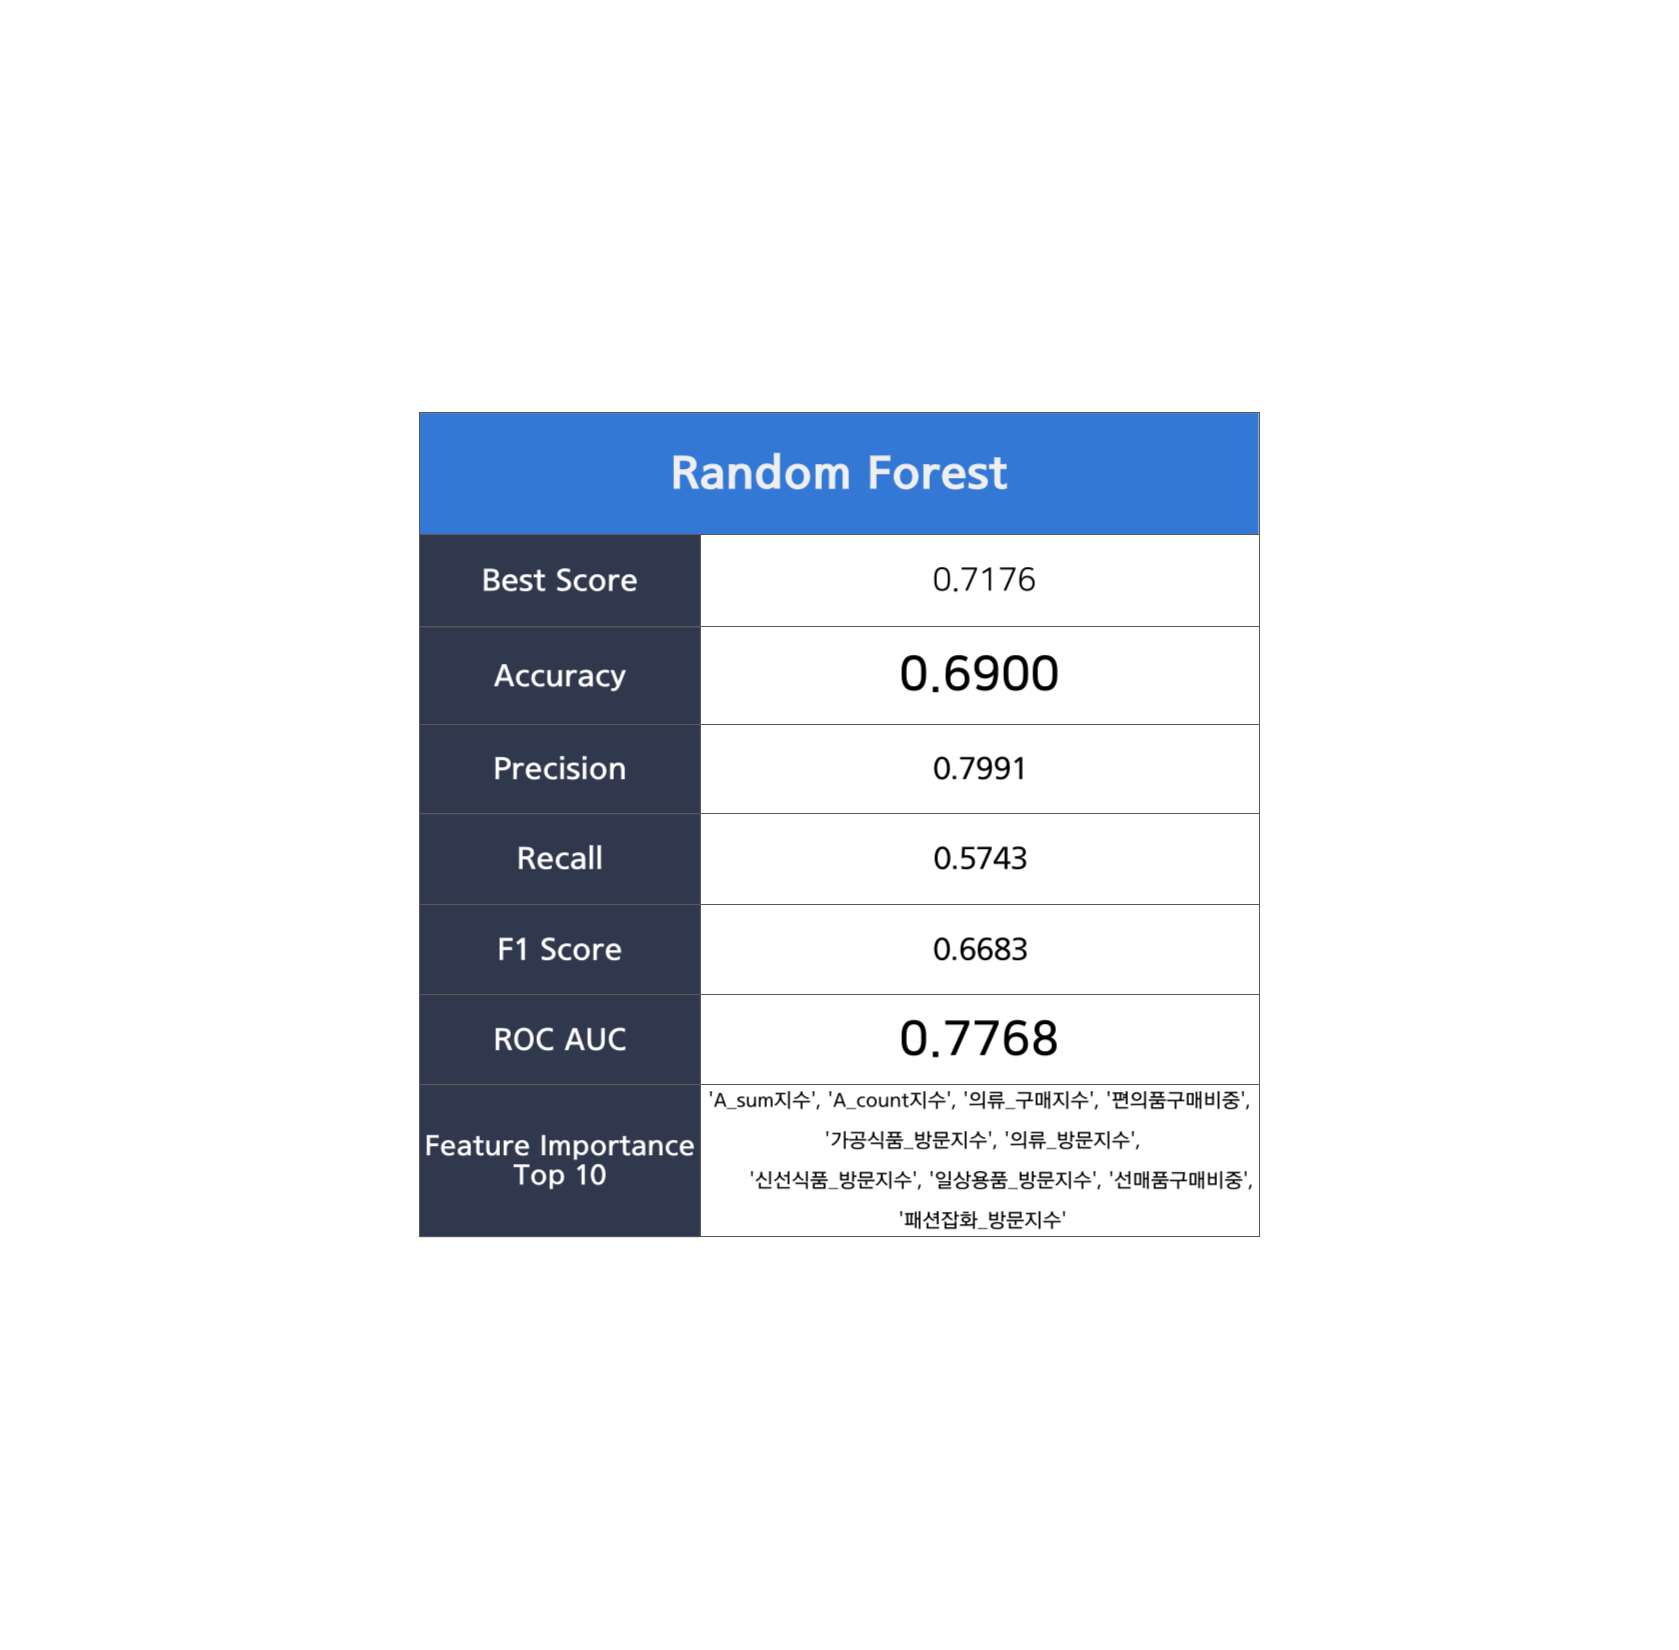 Random Forest
Best Score
0.7176
Accuracy
0.6900
Precision
0.7991
Recall
0.5743
F1 Score
0.6683
ROC AUC
0.7768
Feature Importance
Top 10
'A_sum지수', 'A_count지수', '의류_구매지수', '편의품구매비중',
'가공식품_방문지수', '의류_방문지수',
'신선식품_방문지수', '일상용품_방문지수', '선매품구매비중',
'패션잡화_방문지수'